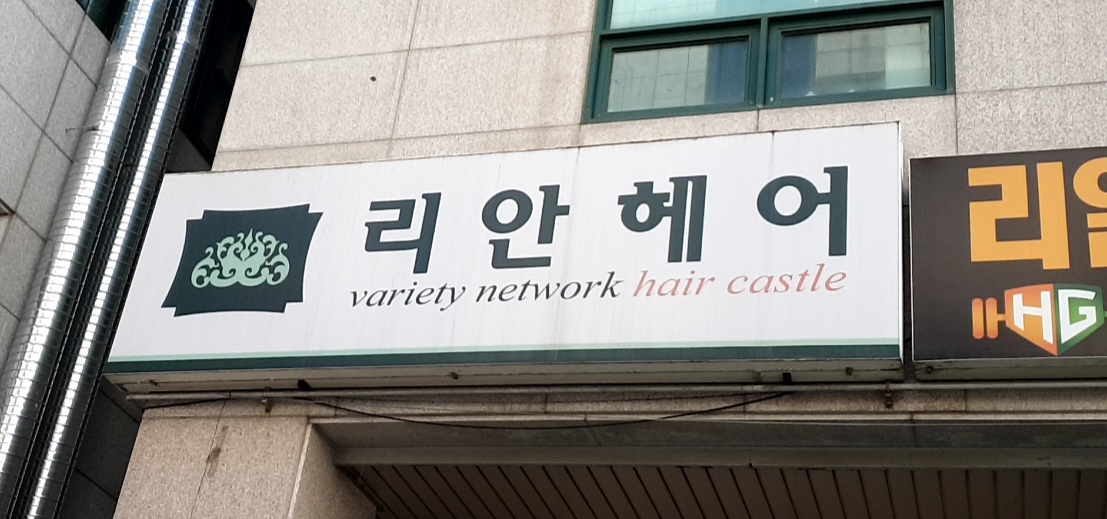 리안헤어
variety network hair castle
리
HG